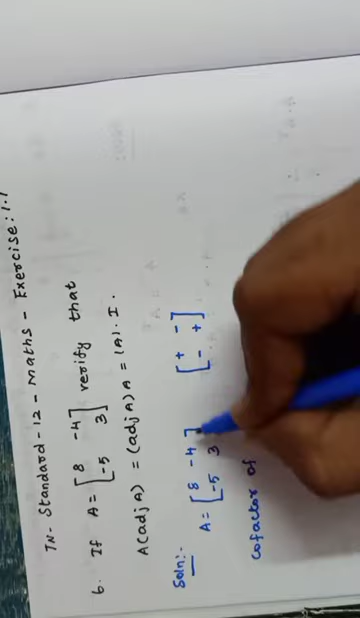 TN - Standard - 12 - Maths - Exercise: 1.1
6. If A = [8 -4
-5 3] verify that
A(adj A) = (adj A) A = |A|. I.
Soln:-
A = [8 -4
-5 3] [+ -
- +]
cofactor of